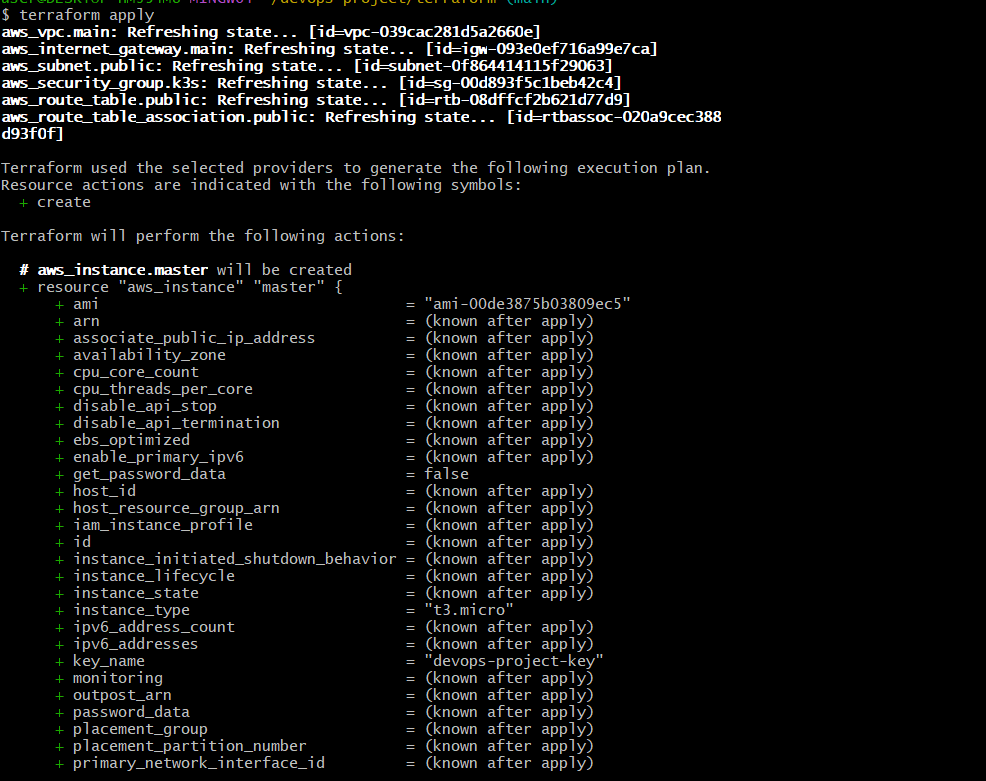 $ terraform apply
aws_vpc.main: Refreshing state... [id=vpc-039cac281d5a2660e]
aws_internet_gateway.main: Refreshing state... [id=igw-093e0ef716a99e7ca]
aws_subnet.public: Refreshing state... [id=subnet-0f864414115f29063]
aws_security_group.k3s: Refreshing state... [id=sg-00d893f5c1beb42c4]
aws_route_table.public: Refreshing state... [id=rtb-08dffcf2b621d77d9]
aws_route_table_association.public: Refreshing state... [id=rtbassoc-020a9cec388
d93f0f]
Terraform used the selected providers to generate the following execution plan.
Resource actions are indicated with the following symbols:
+ create
Terraform will perform the following actions:
# aws_instance.master will be created
+ resource "aws_instance" "master" {
+ ami = "ami-00de3875b03809ec5"
+ arn = (known after apply)
+ associate_public_ip_address = (known after apply)
+ availability_zone = (known after apply)
+ cpu_core_count = (known after apply)
+ cpu_threads_per_core = (known after apply)
+ disable_api_stop = (known after apply)
+ disable_api_termination = (known after apply)
+ ebs_optimized = (known after apply)
+ enable_primary_ipv6 = (known after apply)
+ get_password_data = false
+ host_id = (known after apply)
+ host_resource_group_arn = (known after apply)
+ iam_instance_profile = (known after apply)
+ id = (known after apply)
+ instance_initiated_shutdown_behavior = (known after apply)
+ instance_lifecycle = (known after apply)
+ instance_state = (known after apply)
+ instance_type = "t3.micro"
+ ipv6_address_count = (known after apply)
+ ipv6_addresses = (known after apply)
+ key_name = "devops-project-key"
+ monitoring = (known after apply)
+ outpost_arn = (known after apply)
+ password_data = (known after apply)
+ placement_group = (known after apply)
+ placement_partition_number = (known after apply)
+ primary_network_interface_id = (known after apply)